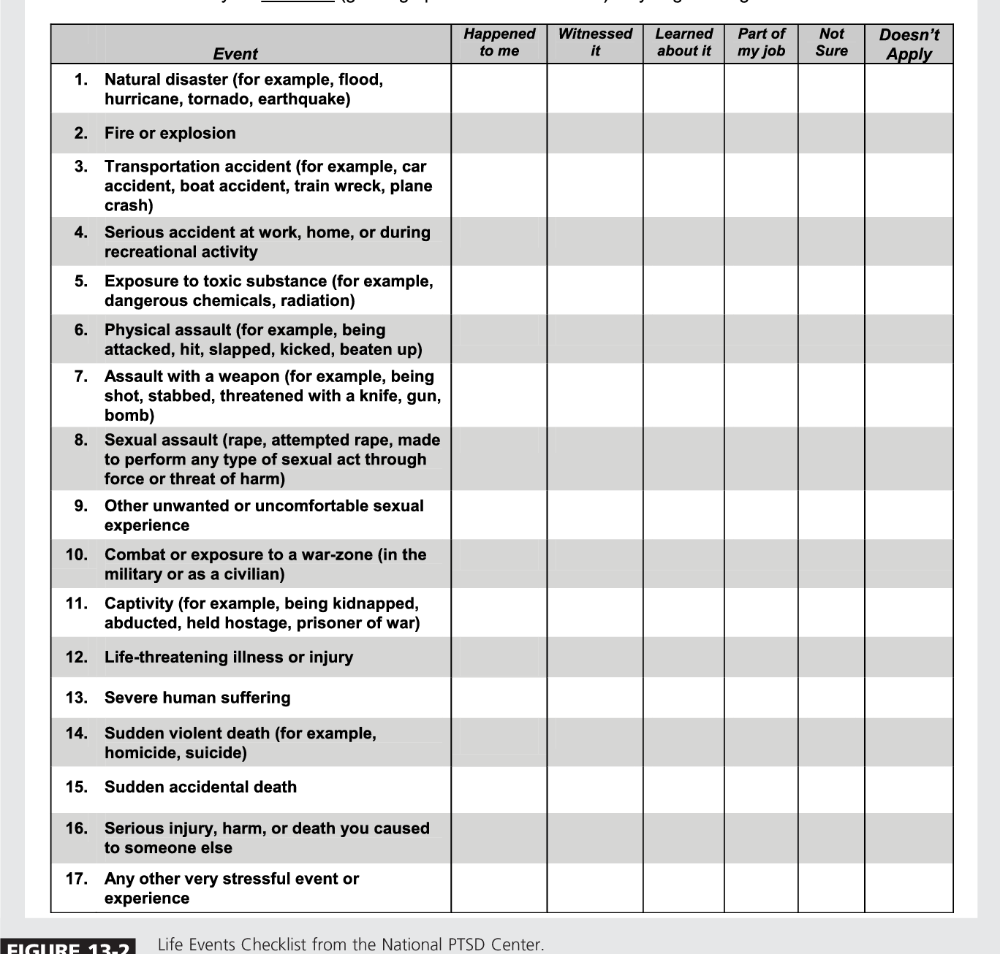 Happened Witnessed Learned Part of Not Doesn't
Event to me it about it my job Sure Apply
1. Natural disaster (for example, flood,
hurricane, tornado, earthquake)
2. Fire or explosion
3. Transportation accident (for example, car
accident, boat accident, train wreck, plane
crash)
4. Serious accident at work, home, or during
recreational activity
5. Exposure to toxic substance (for example,
dangerous chemicals, radiation)
6. Physical assault (for example, being
attacked, hit, slapped, kicked, beaten up)
7. Assault with a weapon (for example, being
shot, stabbed, threatened with a knife, gun,
bomb)
8. Sexual assault (rape, attempted rape, made
to perform any type of sexual act through
force or threat of harm)
9. Other unwanted or uncomfortable sexual
experience
10. Combat or exposure to a war-zone (in the
military or as a civilian)
11. Captivity (for example, being kidnapped,
abducted, held hostage, prisoner of war)
12. Life-threatening illness or injury
13. Severe human suffering
14. Sudden violent death (for example,
homicide, suicide)
15. Sudden accidental death
16. Serious injury, harm, or death you caused
to someone else
17. Any other very stressful event or
experience
FIGURE 13-2 Life Events Checklist from the National PTSD Center.